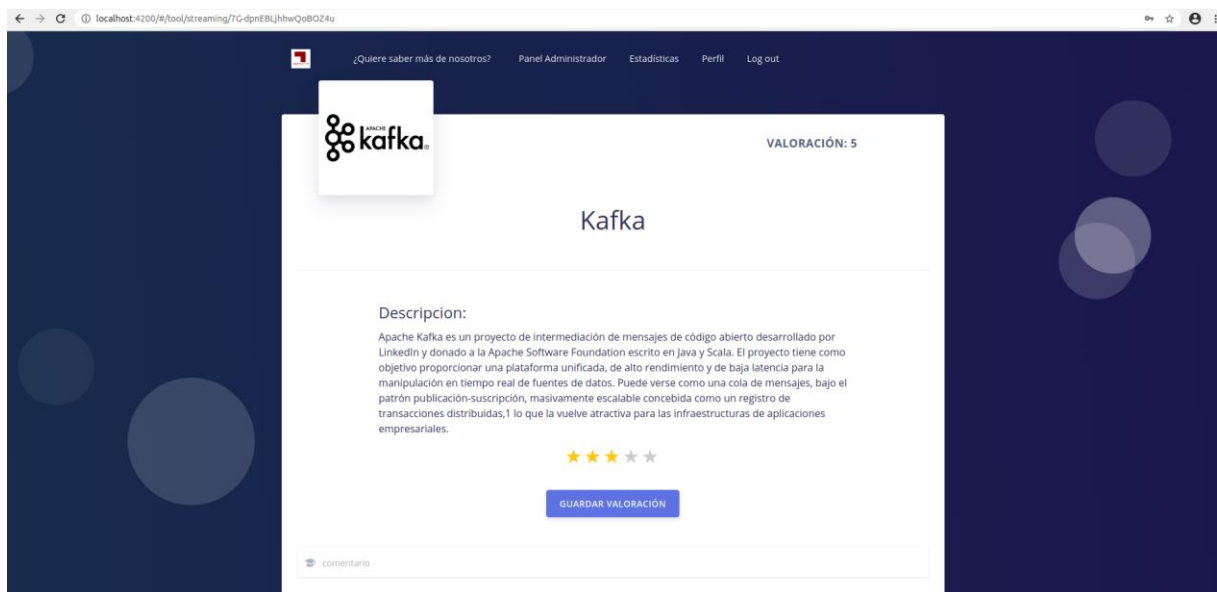 localhost:4200/#/tool/streaming/7G-dpnEBLjhhwQoBOZ4u
¿Quiere saber más de nosotros? Panel Administrador Estadísticas Perfil Log out
APACHE
kafka®
VALORACIÓN: 5
Kafka
Descripcion:
Apache Kafka es un proyecto de intermediación de mensajes de código abierto desarrollado por
LinkedIn y donado a la Apache Software Foundation escrito en Java y Scala. El proyecto tiene como
objetivo proporcionar una plataforma unificada, de alto rendimiento y de baja latencia para la
manipulación en tiempo real de fuentes de datos. Puede verse como una cola de mensajes, bajo el
patrón publicación-suscripción, masivamente escalable concebida como un registro de
transacciones distribuidas,1 lo que la vuelve atractiva para las infraestructuras de aplicaciones
empresariales.
GUARDAR VALORACIÓN
comentario